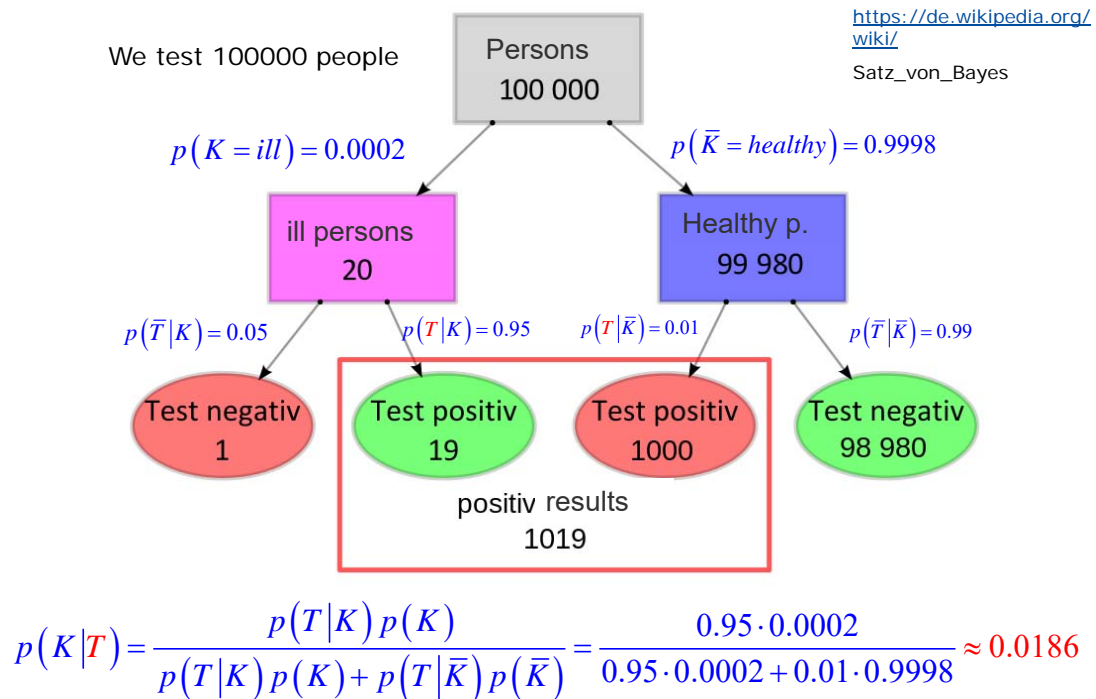 We test 100000 people
https://de.wikipedia.org/
wiki/
Satz_von_Bayes
Persons
100 000
p(K = ill) = 0.0002
p(K̅ = healthy) = 0.9998
ill persons
20
Healthy p.
99 980
p(T̅|K) = 0.05
p(T|K) = 0.95
p(T|K̅) = 0.01
p(T̅|K̅) = 0.99
Test negativ
1
Test positiv
19
Test positiv
1000
Test negativ
98 980
positiv results
1019
p(K|T) = p(T|K) p(K) / p(T|K) p(K) + p(T|K̅) p(K̅) = 0.95·0.0002 / 0.95·0.0002 + 0.01·0.9998 ≈ 0.0186